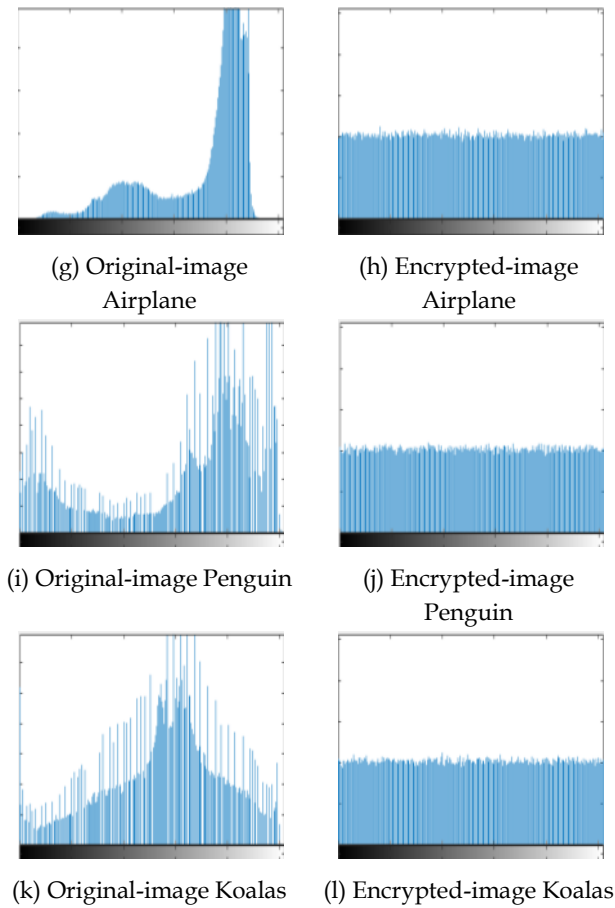 (g) Original-image
Airplane
(h) Encrypted-image
Airplane
(i) Original-image Penguin
(j) Encrypted-image
Penguin
(k) Original-image Koalas
(l) Encrypted-image Koalas